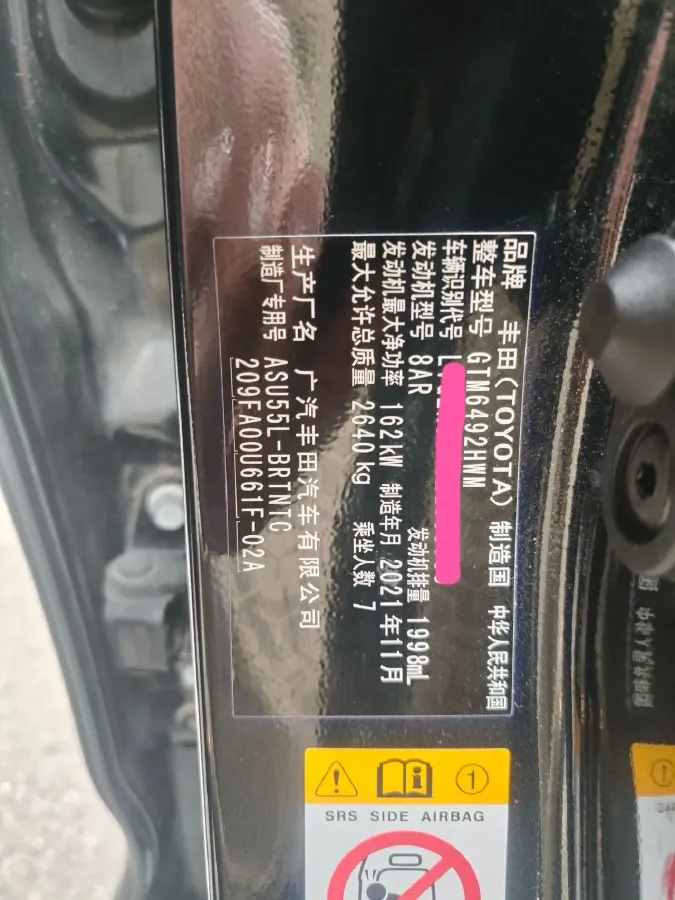 品牌 丰田(TOYOTA) 制造国 中华人民共和国
整车型号 GTM6492HWM
车辆识别代号
发动机型号 8AR 发动机排量 1998mL
发动机最大净功率 162kW 制造年月 2021年11月
最大允许总质量 2640 kg 乘坐人数 7
生产厂名 广汽丰田汽车有限公司
制造厂专用号 ASU55L-BRTNTC
209FA00U661F-02A
1
SRS SIDE AIRBAG